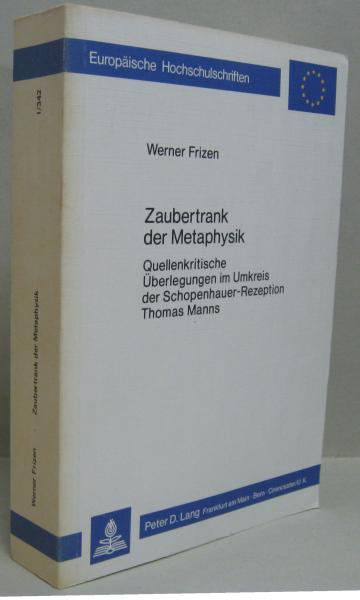 Europäische Hochschulschriften
Werner Frizen
Zaubertrank
der Metaphysik
Quellenkritische
Überlegungen im Umkreis
der Schopenhauer-Rezeption
Thomas Manns
Peter D. Lang Frankfurt am Main · Bern · Cirencester/U.K.
Werner Frizen · Zaubertrank der Metaphysik I/342